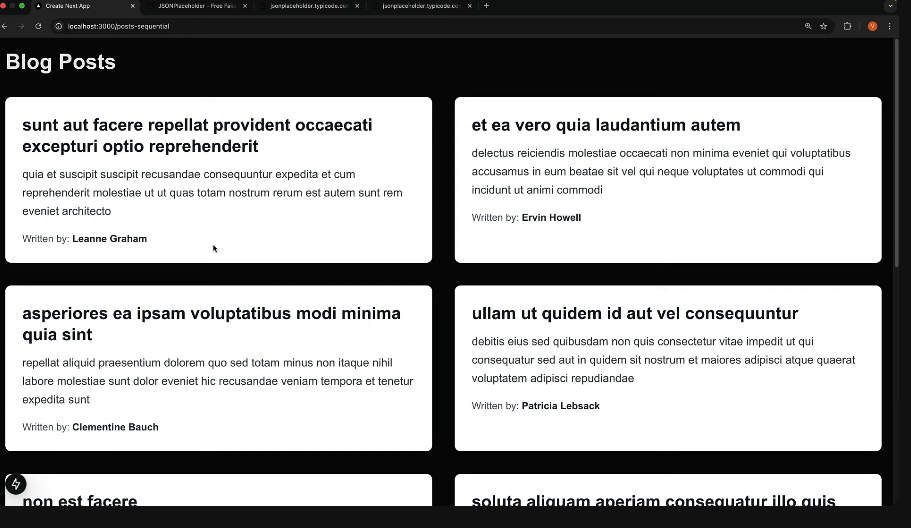 Create Next App
JSONPlaceholder - Free Fake
jsonplaceholder.typicode.com
jsonplaceholder.typicode.com
localhost:3000/posts-sequential
V
Blog Posts
sunt aut facere repellat provident occaecati
excepturi optio reprehenderit
quia et suscipit suscipit recusandae consequuntur expedita et cum
reprehenderit molestiae ut ut quas totam nostrum rerum est autem sunt rem
eveniet architecto
Written by: Leanne Graham
et ea vero quia laudantium autem
delectus reiciendis molestiae occaecati non minima eveniet qui voluptatibus
accusamus in eum beatae sit vel qui neque voluptates ut commodi qui
incidunt ut animi commodi
Written by: Ervin Howell
asperiores ea ipsam voluptatibus modi minima
quia sint
repellat aliquid praesentium dolorem quo sed totam minus non itaque nihil
labore molestiae sunt dolor eveniet hic recusandae veniam tempora et tenetur
expedita sunt
Written by: Clementine Bauch
ullam ut quidem id aut vel consequuntur
debitis eius sed quibusdam non quis consectetur vitae impedit ut qui
consequatur sed aut in quidem sit nostrum et maiores adipisci atque quaerat
voluptatem adipisci repudiandae
Written by: Patricia Lebsack
non est facere
soluta aliquam aperiam consequatur illo quis